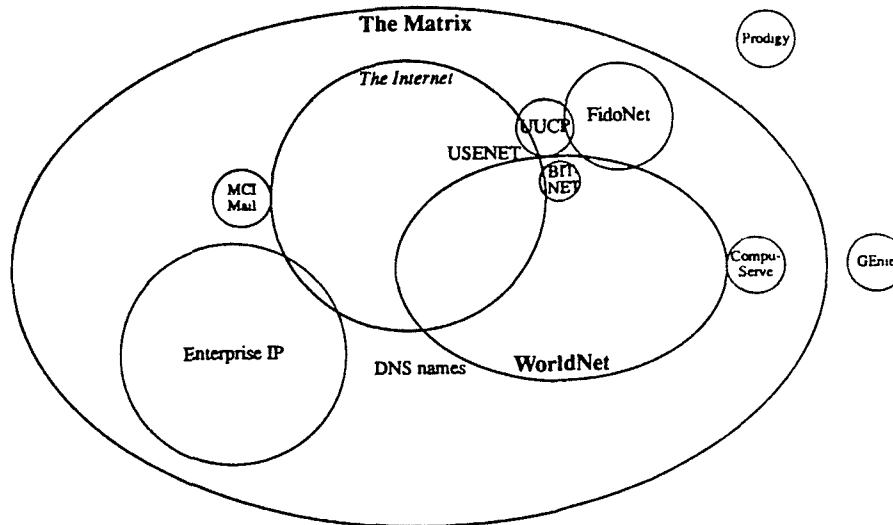 The Matrix
Prodigy
The Internet
UUCP
FidoNet
USENET
BIT
NET
MCI
Mail
Compu-
Serve
GEnie
Enterprise IP
DNS names
WorldNet